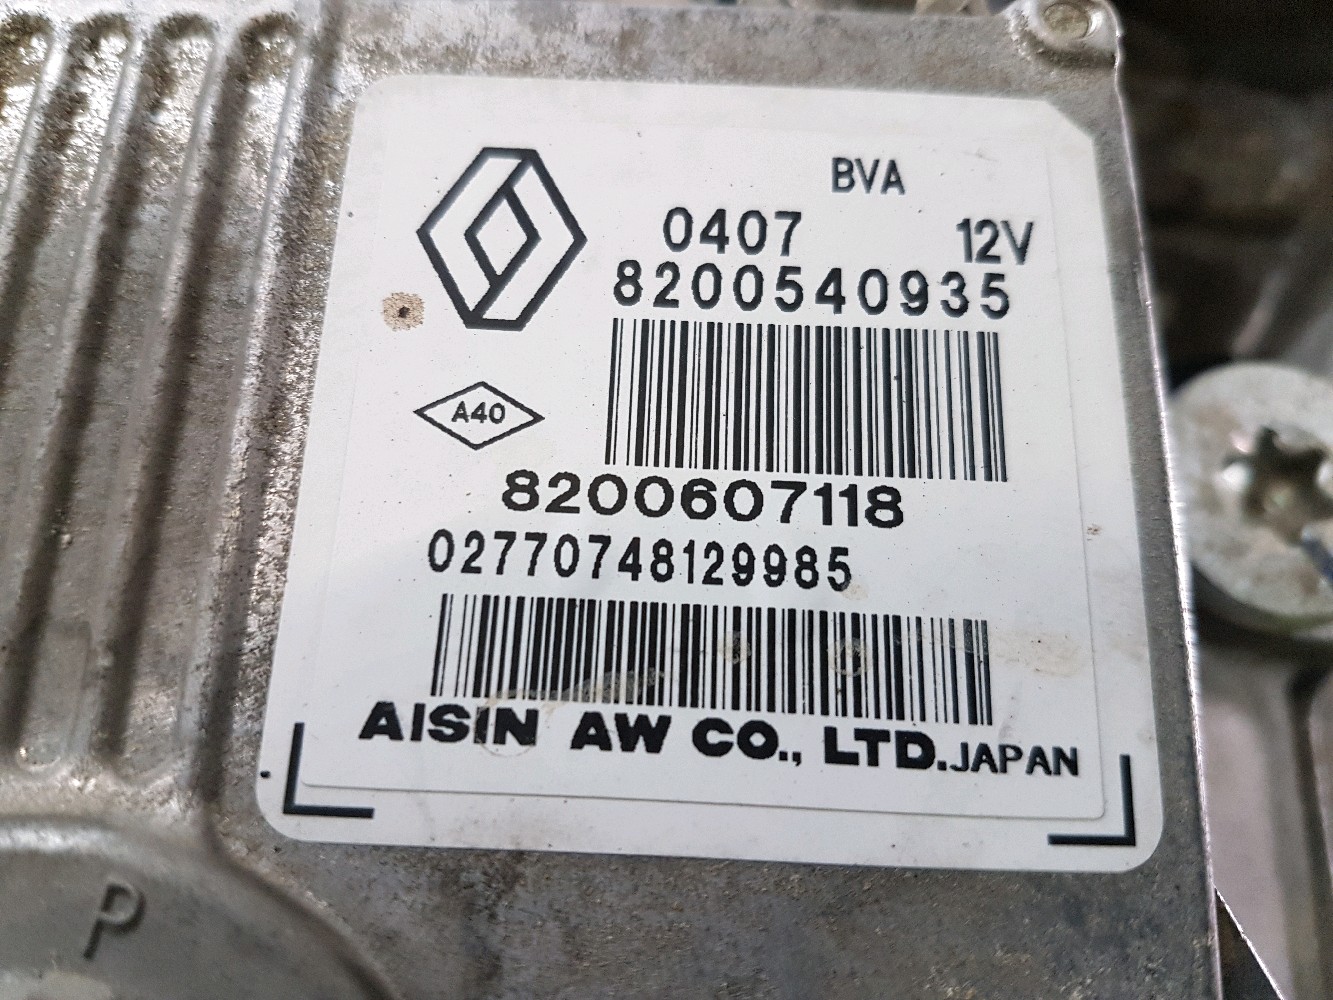 BVA
0407 12V
8200540935
A40
8200607118
02770748129985
AISIN AW CO., LTD. JAPAN
P